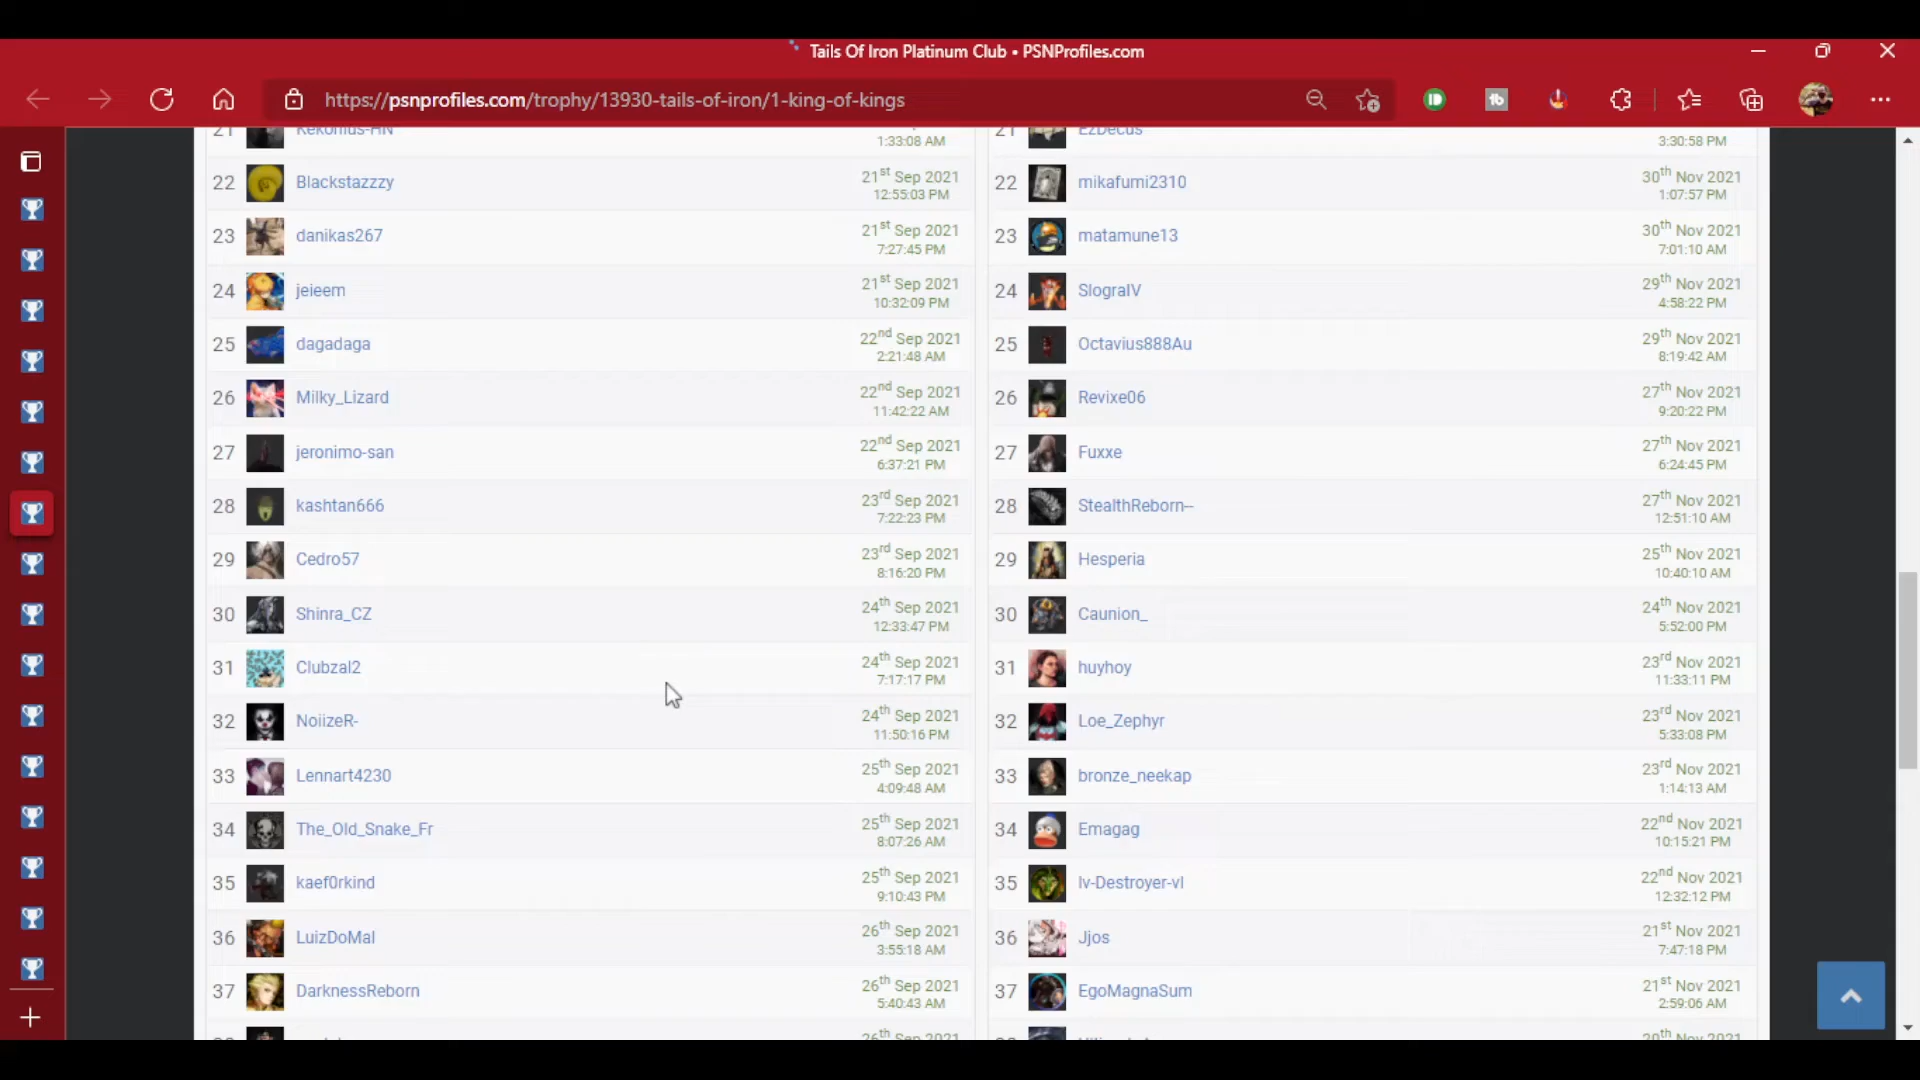 Tails Of Iron Platinum Club • PSNProfiles.com
https://psnprofiles.com/trophy/13930-tails-of-iron/1-king-of-kings
21 Kekorius-HN 1:33:08 AM
21 EzDecus 3:30:58 PM
22 Blackstazzzy 21st Sep 2021 12:55:03 PM
22 mikafumi2310 30th Nov 2021 1:07:57 PM
23 danikas267 21st Sep 2021 7:27:45 PM
23 matamune13 30th Nov 2021 7:01:10 AM
24 jeieem 21st Sep 2021 10:32:09 PM
24 SlograIV 29th Nov 2021 4:58:22 PM
25 dagadaga 22nd Sep 2021 2:21:48 AM
25 Octavius888Au 29th Nov 2021 8:19:42 AM
26 Milky_Lizard 22nd Sep 2021 11:42:22 AM
26 Revixe06 27th Nov 2021 9:20:22 PM
27 jeronimo-san 22nd Sep 2021 6:37:21 PM
27 Fuxxe 27th Nov 2021 6:24:45 PM
28 kashtan666 23rd Sep 2021 7:22:23 PM
28 StealthReborn-- 27th Nov 2021 12:51:10 AM
29 Cedro57 23rd Sep 2021 8:16:20 PM
29 Hesperia 25th Nov 2021 10:40:10 AM
30 Shinra_CZ 24th Sep 2021 12:33:47 PM
30 Caunion_ 24th Nov 2021 5:52:00 PM
31 Clubzal2 24th Sep 2021 7:17:17 PM
31 huyhoy 23rd Nov 2021 11:33:11 PM
32 NoiizeR- 24th Sep 2021 11:50:16 PM
32 Loe_Zephyr 23rd Nov 2021 5:33:08 PM
33 Lennart4230 25th Sep 2021 4:09:48 AM
33 bronze_neekap 23rd Nov 2021 1:14:13 AM
34 The_Old_Snake_Fr 25th Sep 2021 8:07:26 AM
34 Emagag 22nd Nov 2021 10:15:21 PM
35 kaef0rkind 25th Sep 2021 9:10:43 PM
35 lv-Destroyer-vl 22nd Nov 2021 12:32:12 PM
36 LuizDoMal 26th Sep 2021 3:55:18 AM
36 Jjos 21st Nov 2021 7:47:18 PM
37 DarknessReborn 26th Sep 2021 5:40:43 AM
37 EgoMagnaSum 21st Nov 2021 2:59:06 AM
26th Sep 2021
20th Nov 2021